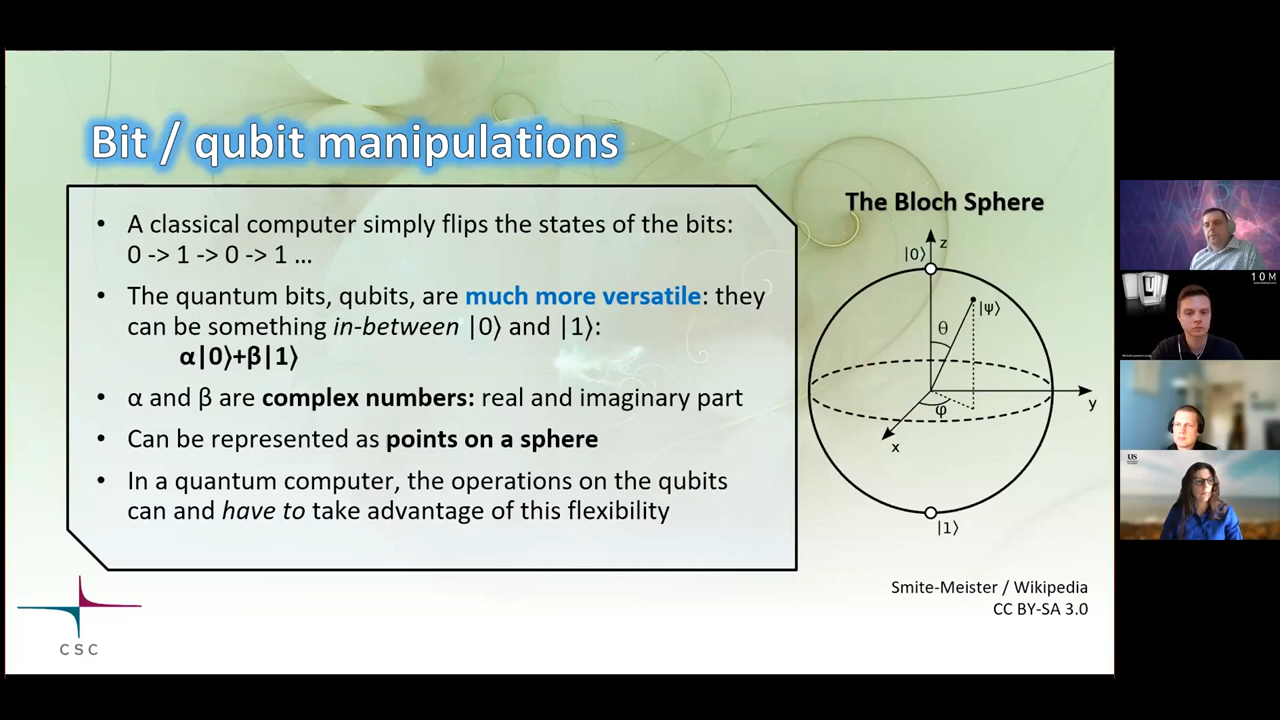 Bit / qubit manipulations
• A classical computer simply flips the states of the bits:
0 -> 1 -> 0 -> 1 ...
• The quantum bits, qubits, are much more versatile: they
can be something in-between |0⟩ and |1⟩:
α|0⟩+β|1⟩
• α and β are complex numbers: real and imaginary part
• Can be represented as points on a sphere
• In a quantum computer, the operations on the qubits
can and have to take advantage of this flexibility
The Bloch Sphere
|0⟩
z
|ψ⟩
θ
φ
y
x
|1⟩
Smite-Meister / Wikipedia
CC BY-SA 3.0
CSC
10M
US